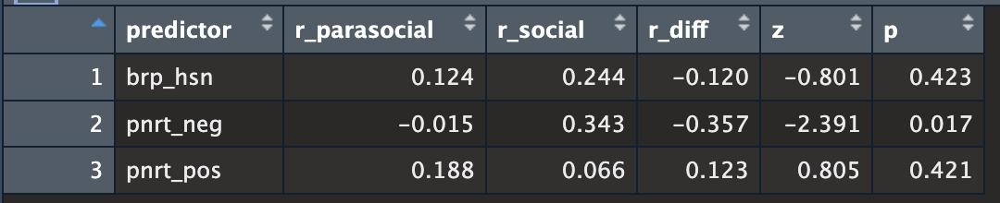 predictor r_parasocial r_social r_diff z p
1 brp_hsn 0.124 0.244 −0.120 −0.801 0.423
2 pnrt_neg −0.015 0.343 −0.357 −2.391 0.017
3 pnrt_pos 0.188 0.066 0.123 0.805 0.421